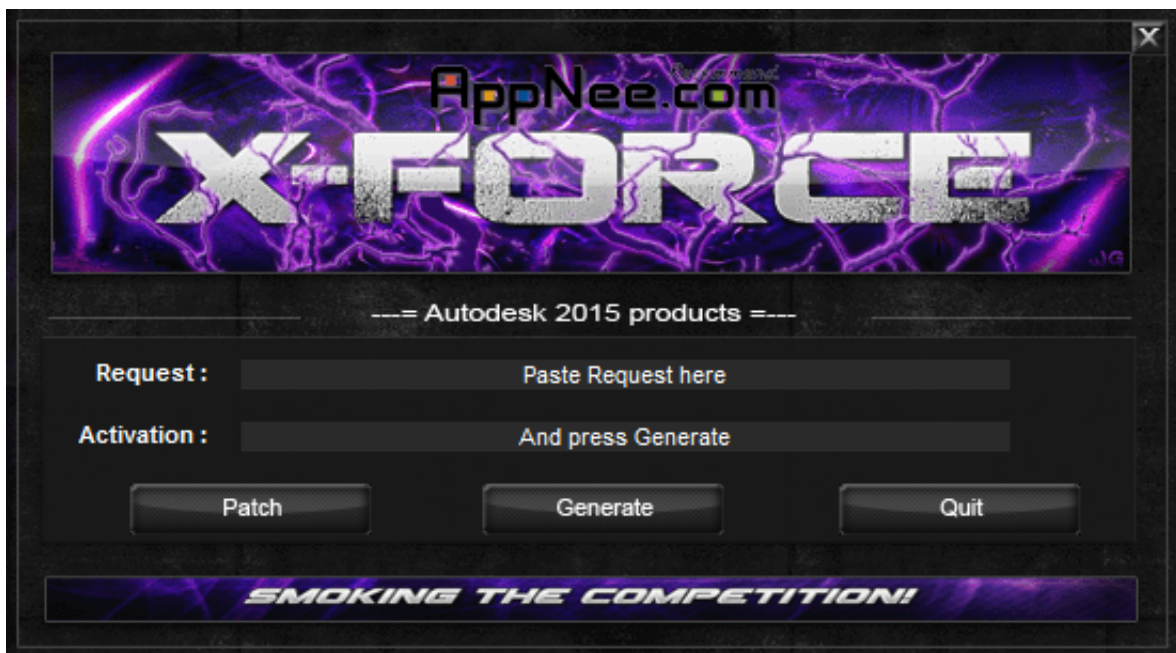 X
AppNee.com
X-FORCE
---= Autodesk 2015 products =---
Request :
Paste Request here
Activation :
And press Generate
Patch
Generate
Quit
SMOKING THE COMPETITION!